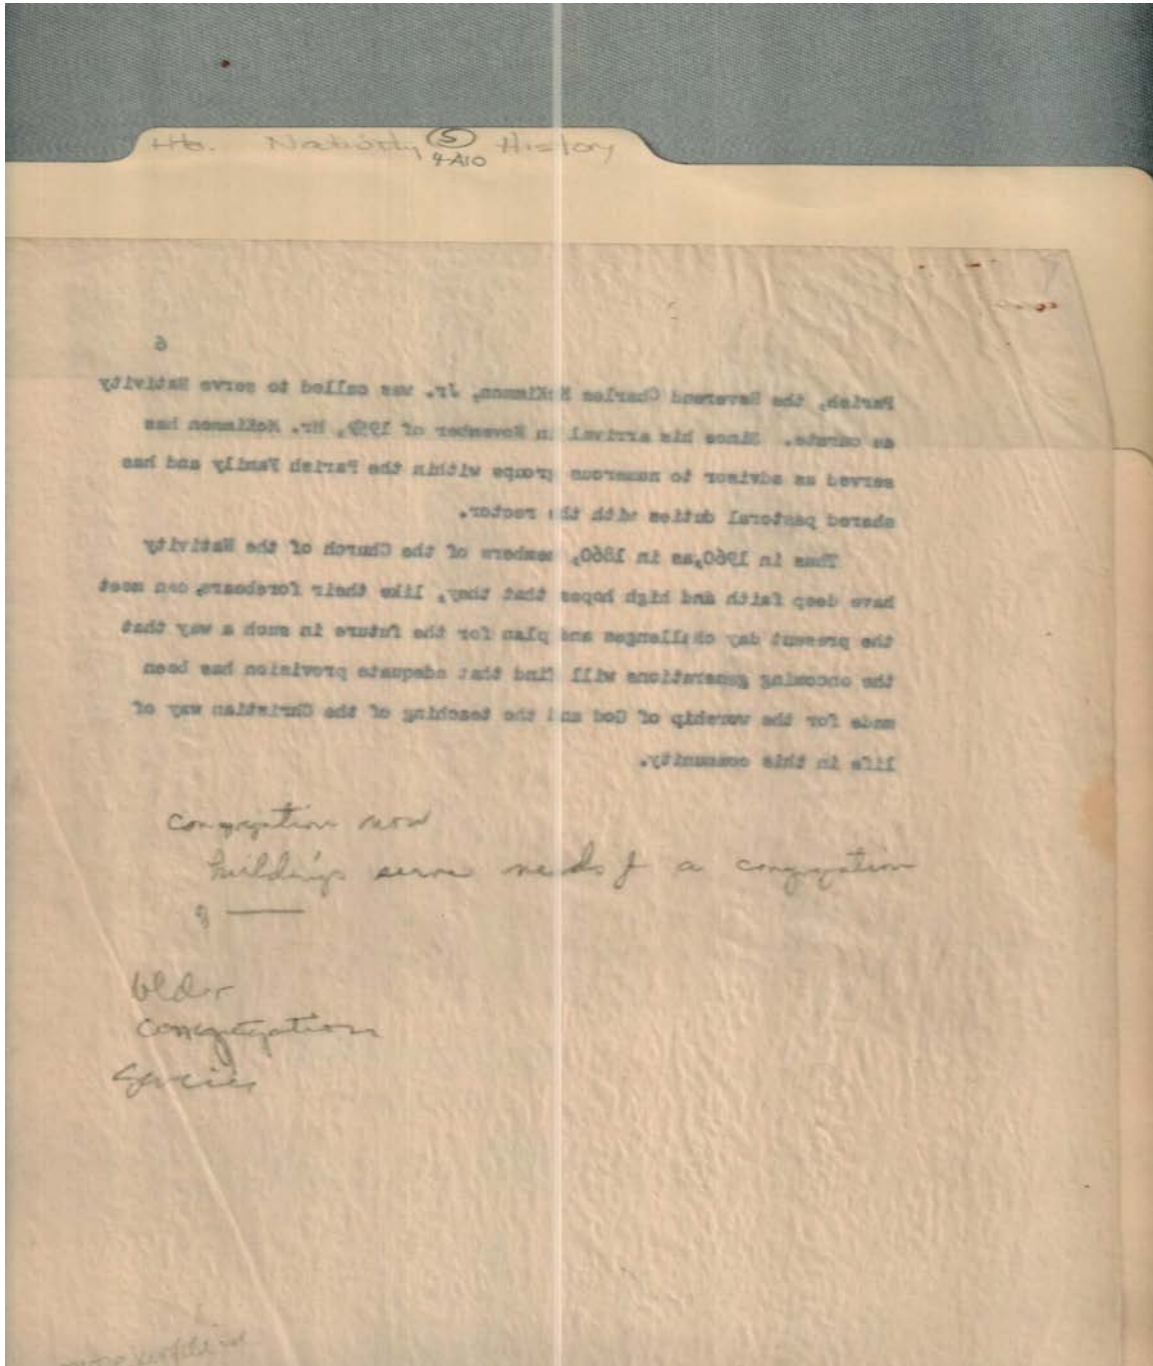 Hb. Nativity (5) History
4-A10
6
Parish, the Reverend Charles McKimmon, Jr. was called to serve Nativity
as curate. Since his arrival in November of 1959, Mr. McKimmon has
served as advisor to numerous groups within the Parish Family and has
shared pastoral duties with the rector.
Thus in 1960,as in 1860, members of the Church of the Nativity
have deep faith and high hopes that they, like their forebears, can meet
the present day challenges and plan for the future in such a way that
the oncoming generations will find that adequate provision has been
made for the worship of God and the teaching of the Christian way of
life in this community.
Congregation now
buildings serve needs of a congregation
of
Older
Congregation